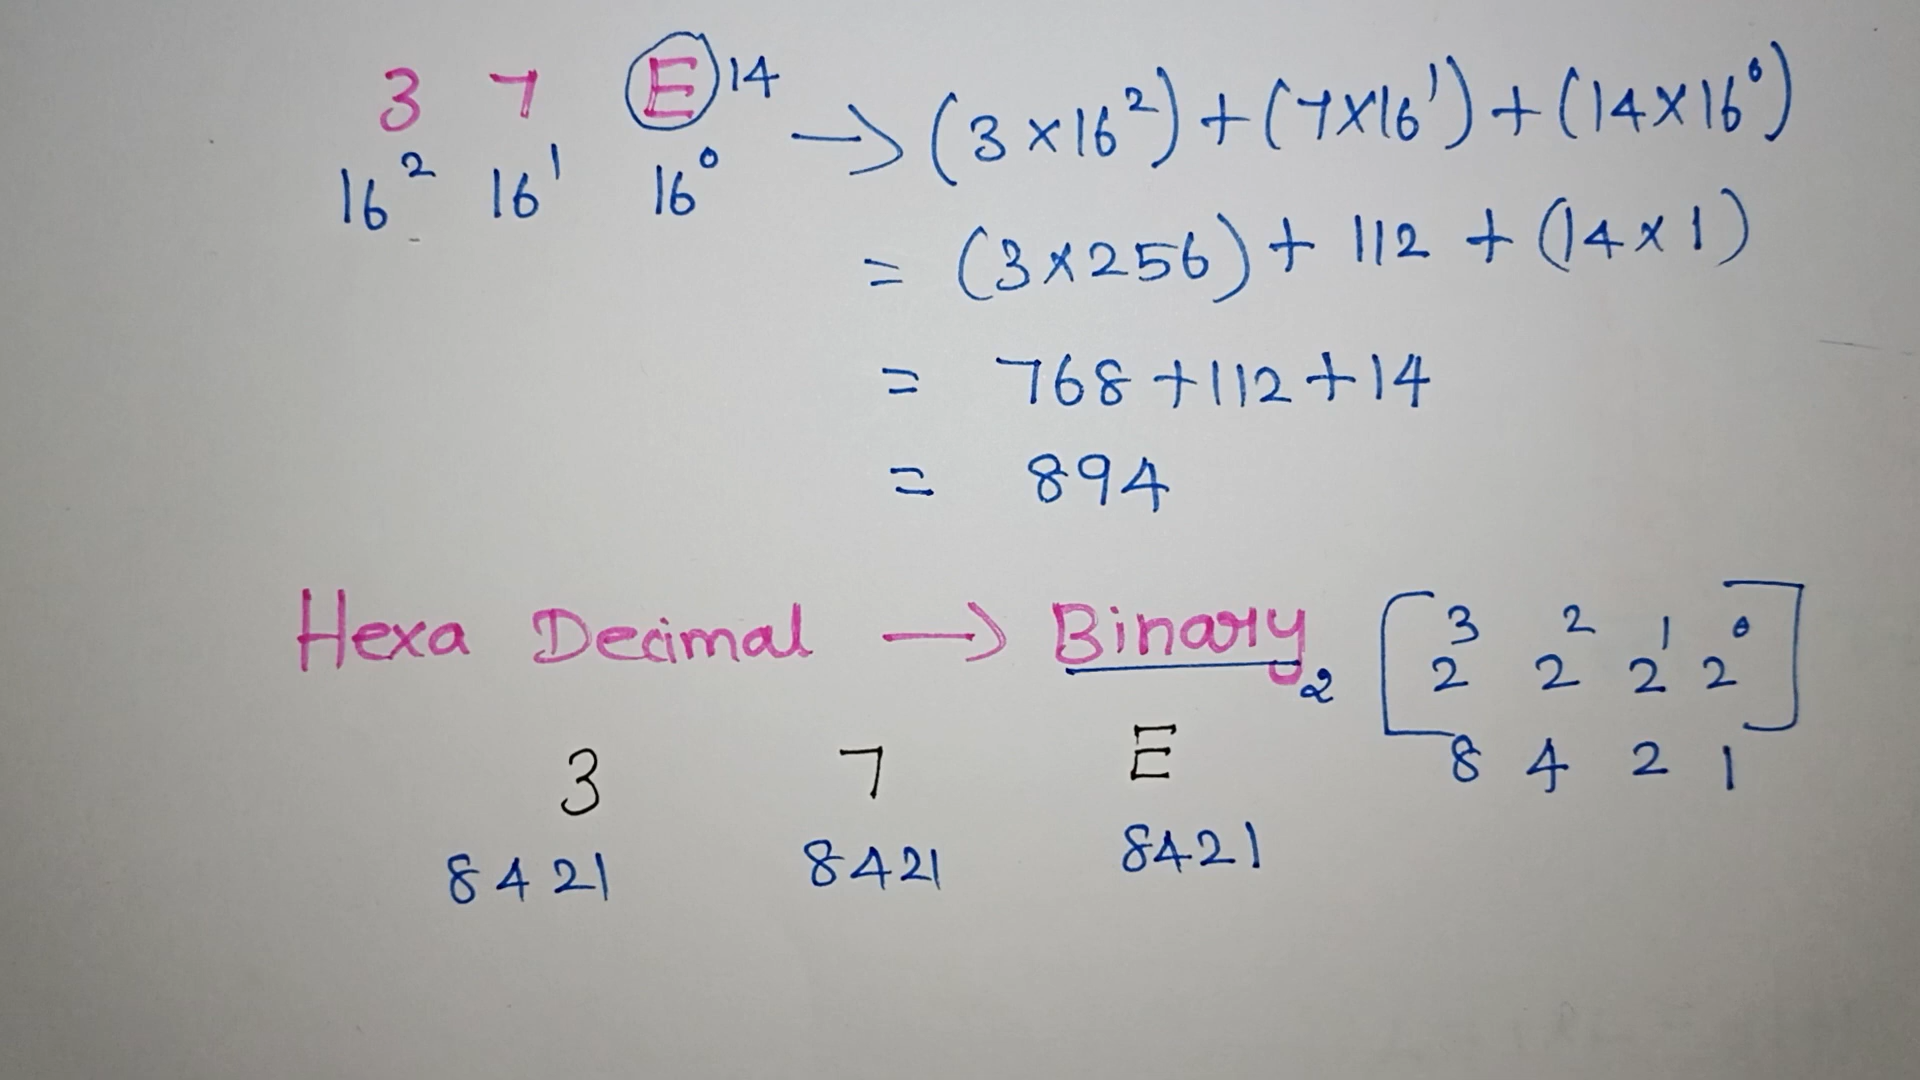 3 7 E 14 → (3×16²) + (7×16¹) + (14×16⁰)
16² 16¹ 16⁰
= (3×256) + 112 + (14×1)
= 768 + 112 + 14
= 894
Hexa Decimal → Binary₂ [2³ 2² 2¹ 2⁰]
8 4 2 1
3 7 E
8421 8421 8421